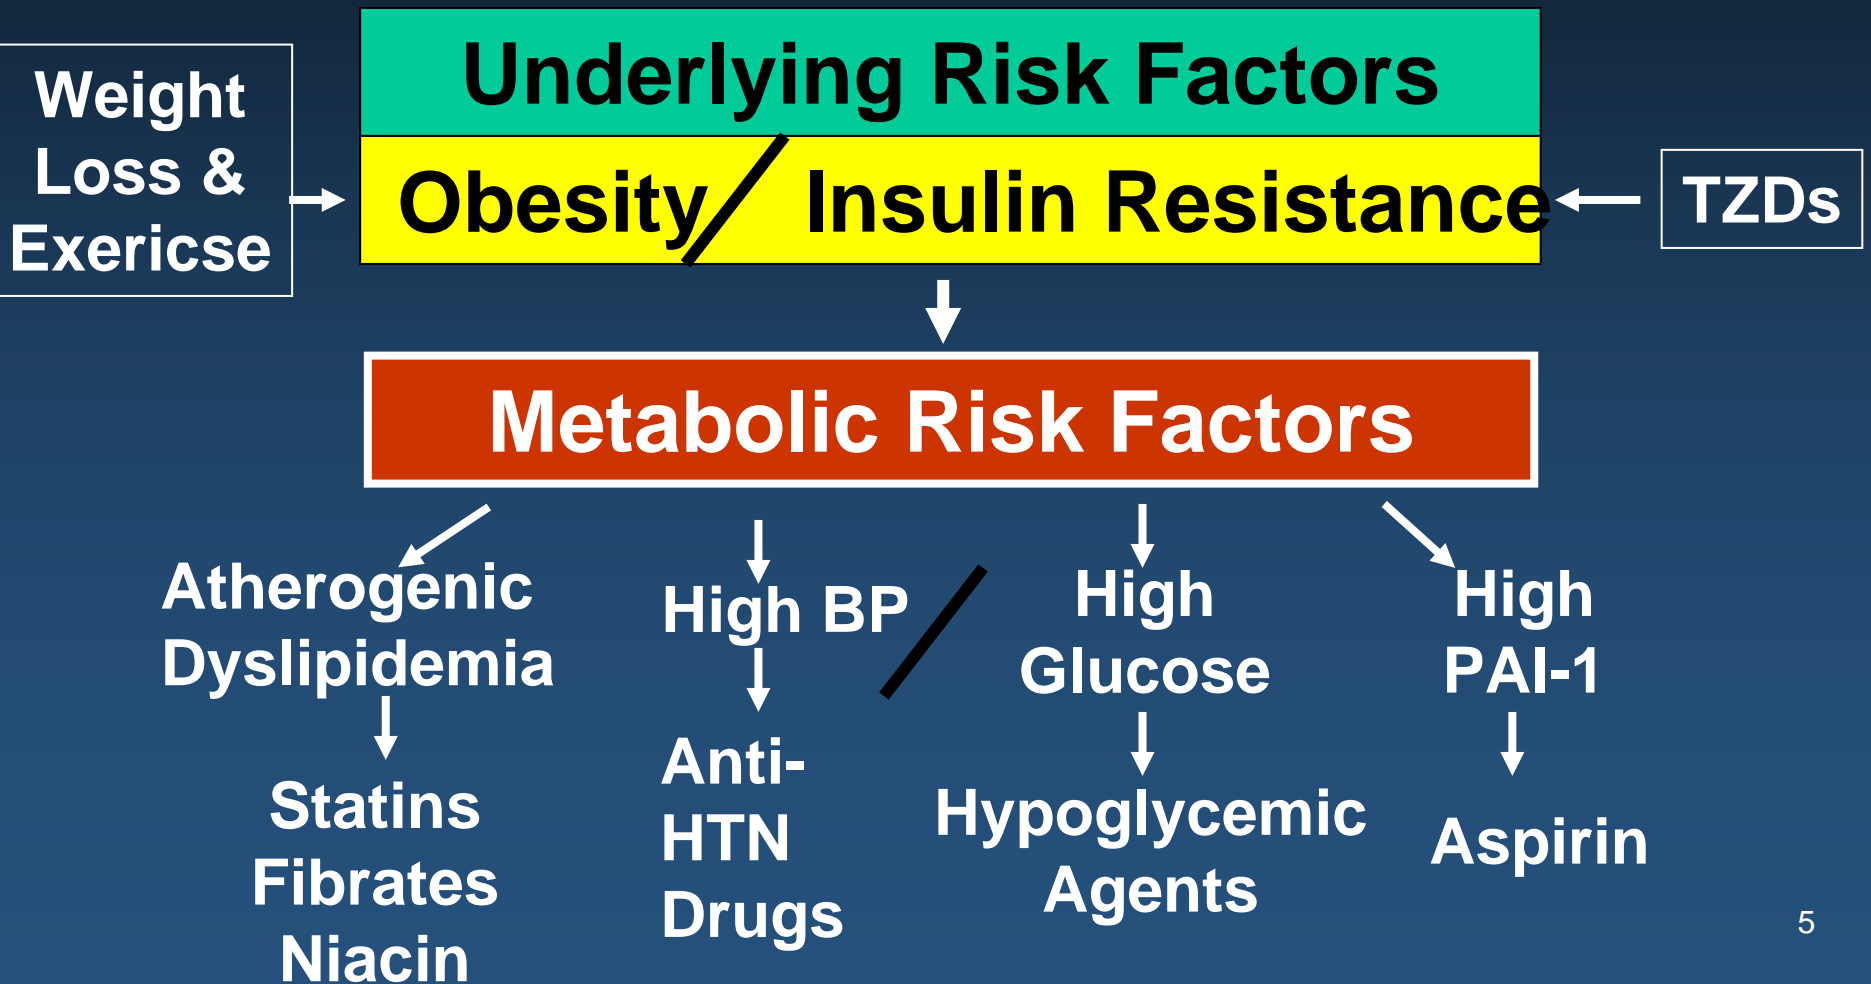 Underlying Risk Factors
Weight
Loss &
Exericse
Obesity / Insulin Resistance
TZDs
Metabolic Risk Factors
Atherogenic
Dyslipidemia
High BP
High
Glucose
High
PAI-1
Statins
Fibrates
Niacin
Anti-
HTN
Drugs
Hypoglycemic
Agents
Aspirin
5